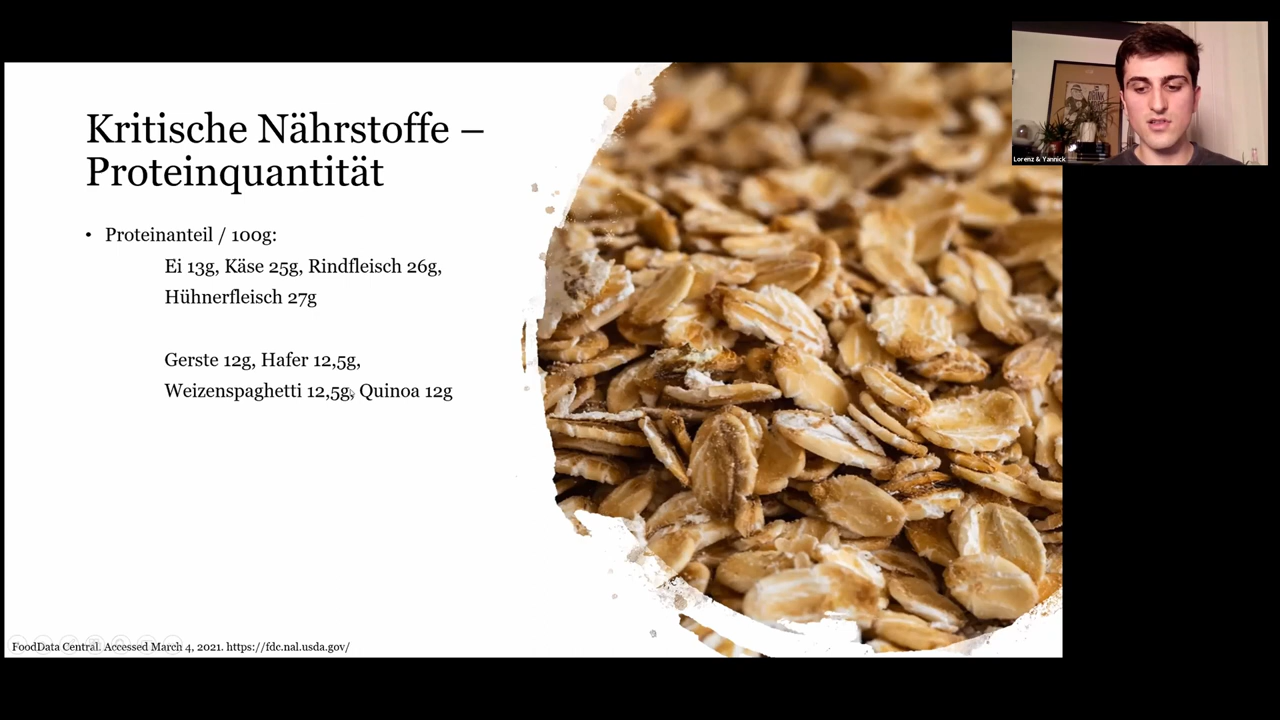 Kritische Nährstoffe –
Proteinquantität
• Proteinanteil / 100g:
Ei 13g, Käse 25g, Rindfleisch 26g,
Hühnerfleisch 27g
Gerste 12g, Hafer 12,5g,
Weizenspaghetti 12,5g, Quinoa 12g
FoodData Central. Accessed March 4, 2021. https://fdc.nal.usda.gov/
DRINK
Lorenz & Yannick